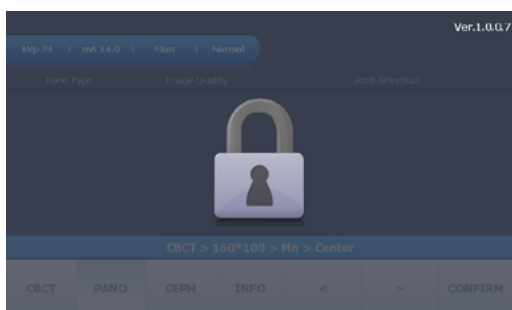 Ver.1.0.0.7
kVp 74 | mA 14.0 | Man | Normal
Pano Type Image Quality Arch Selection
CBCT > 160*100 > Mn > Center
CBCT PANO CEPH INFO < > CONFIRM